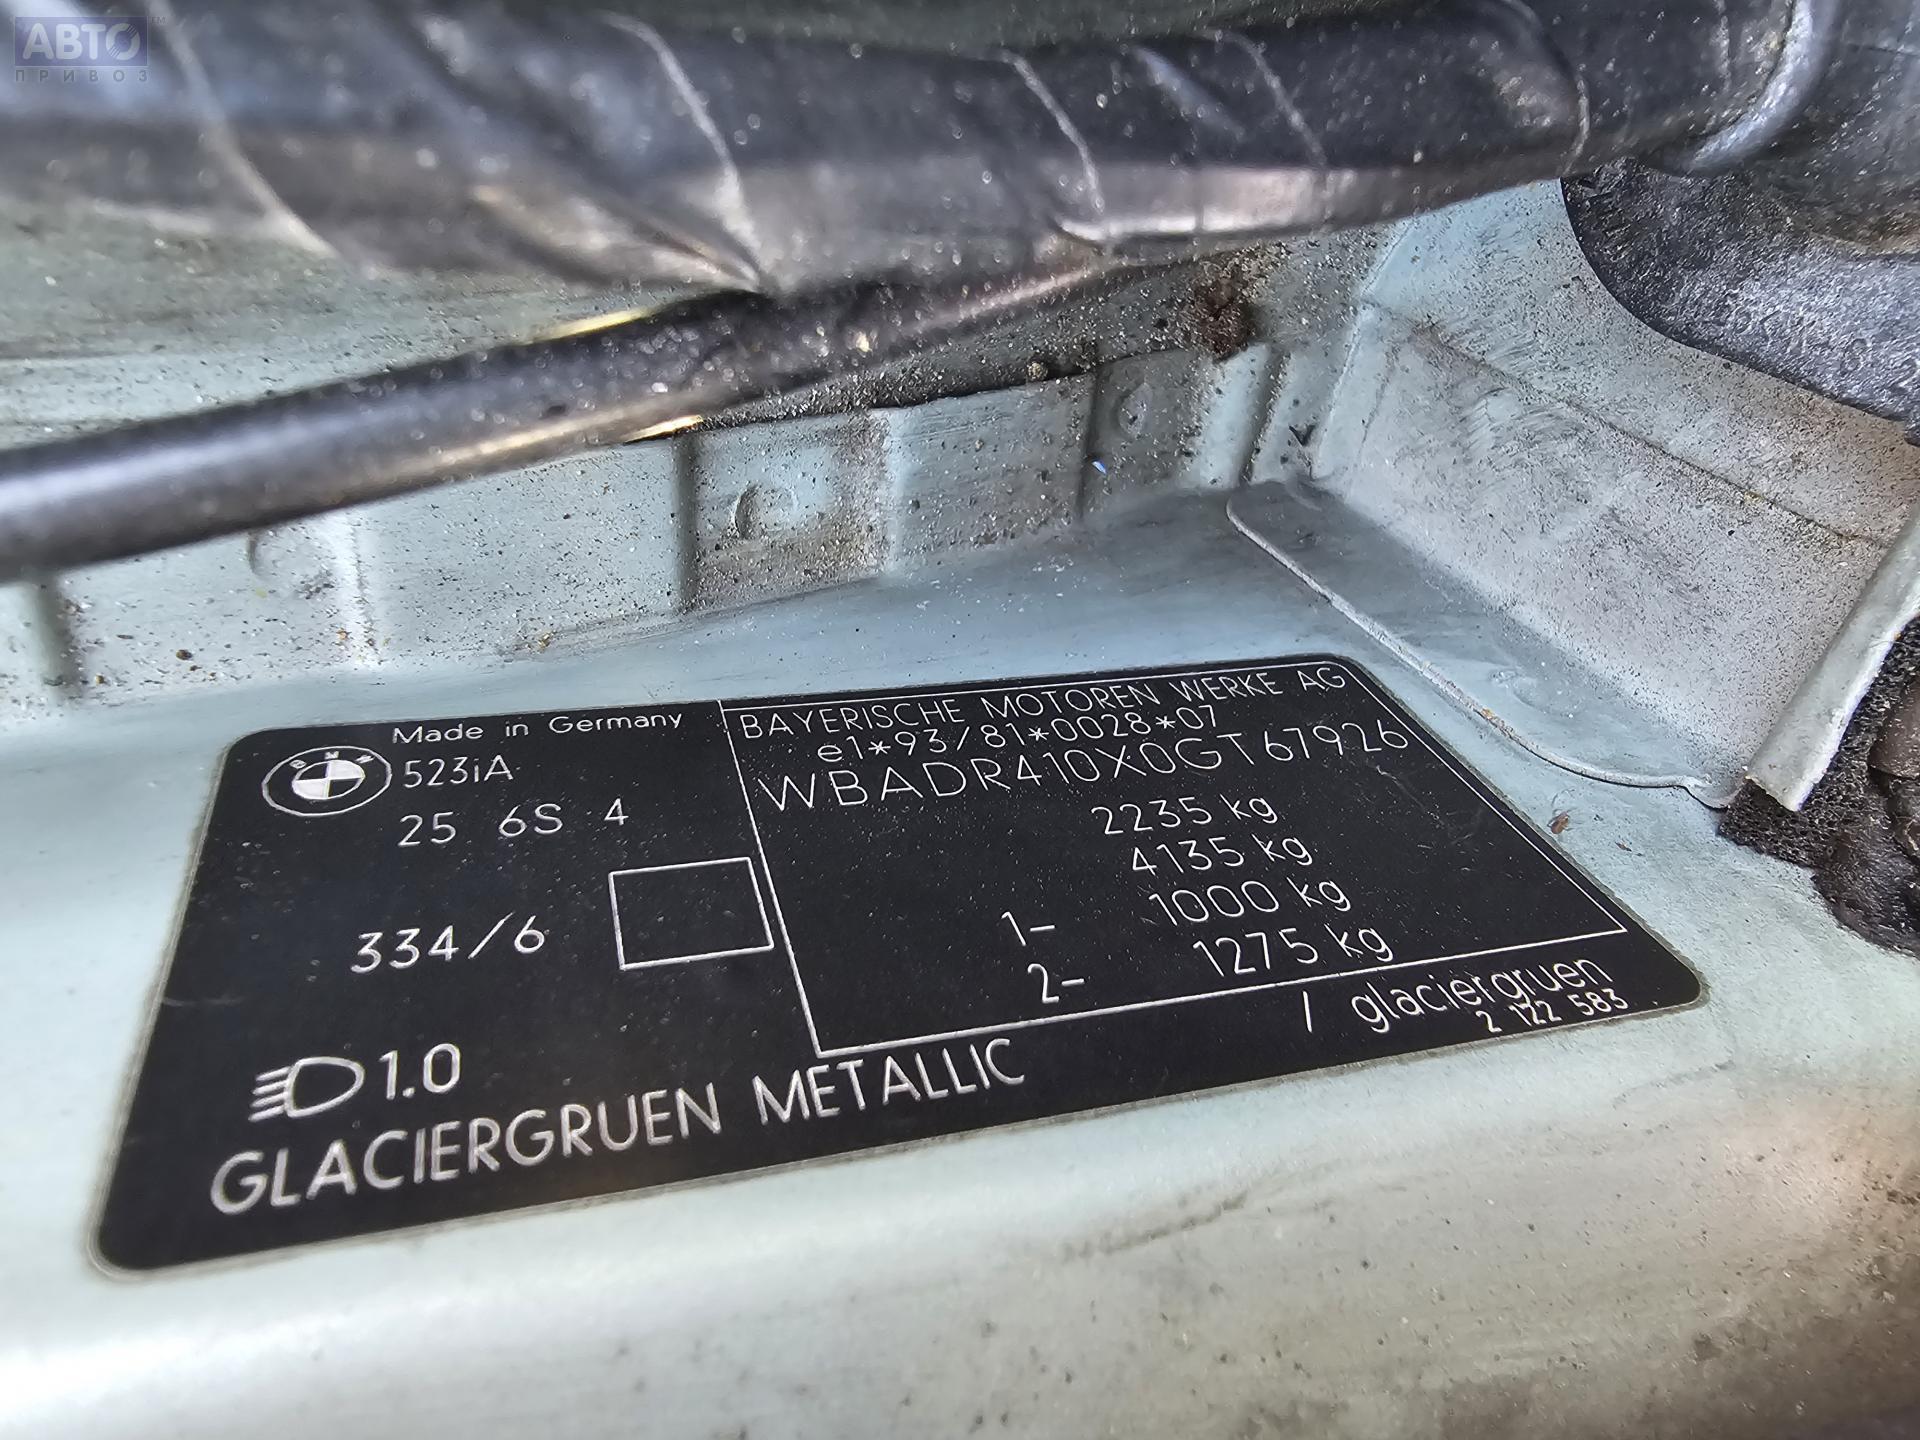 АВТО™
ПРИВОЗ
Made in Germany
BMW
523iA
25 6S 4
334/6
1.0
GLACIERGRUEN METALLIC
BAYERISCHE MOTOREN WERKE AG
e1*93/81*0028*07
WBADR410X0GT67926
2235 kg
4135 kg
1- 1000 kg
2- 1275 kg
/ glaciergruen
2 122 583